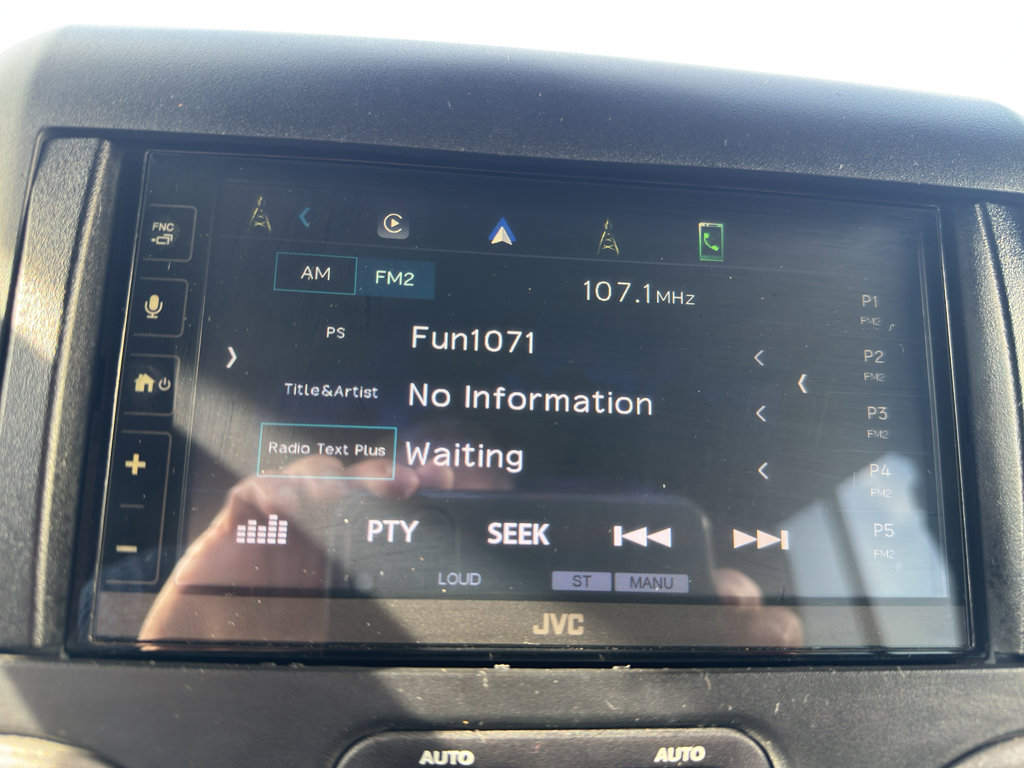 FNC
AM FM2
107.1MHz
PS Fun1071
Title&Artist No Information
Radio Text Plus Waiting
PTY SEEK
LOUD ST MANU
P1
FM2
P2
FM2
P3
FM2
P4
FM2
P5
FM2
JVC
AUTO AUTO